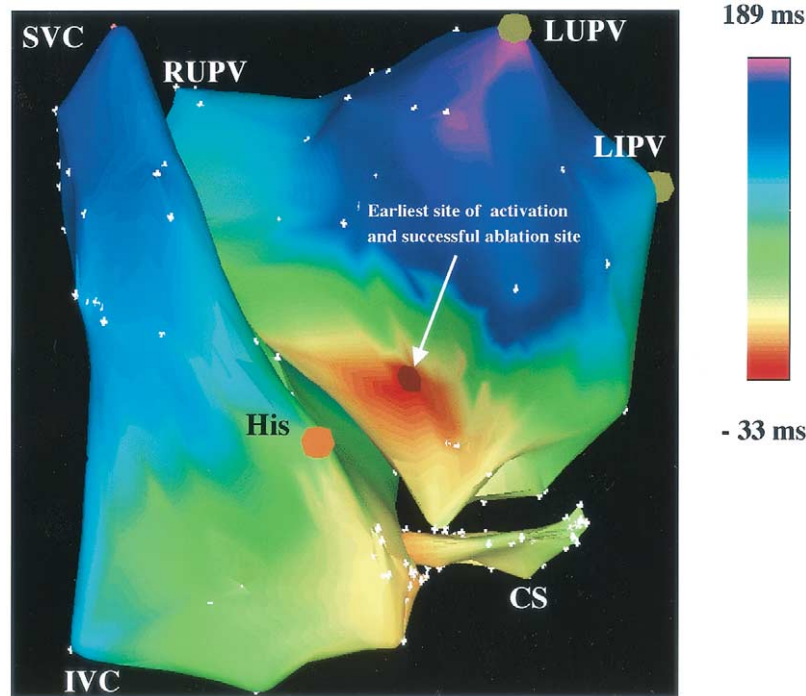 189 ms
SVC
LUPV
RUPV
LIPV
Earliest site of activation
and successful ablation site
His
- 33 ms
CS
IVC